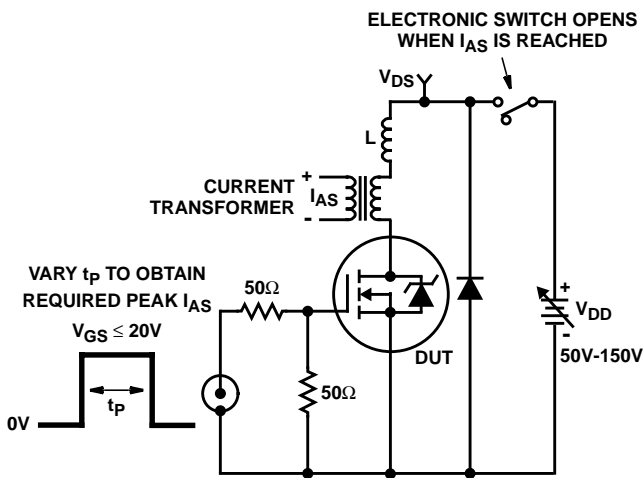 ELECTRONIC SWITCH OPENS
WHEN IAS IS REACHED
VDS
L
+
CURRENT
TRANSFORMER
IAS
-
VARY tP TO OBTAIN
REQUIRED PEAK IAS
VGS ≤ 20V
50Ω
DUT
+
VDD
-
50V-150V
50Ω
tP
0V